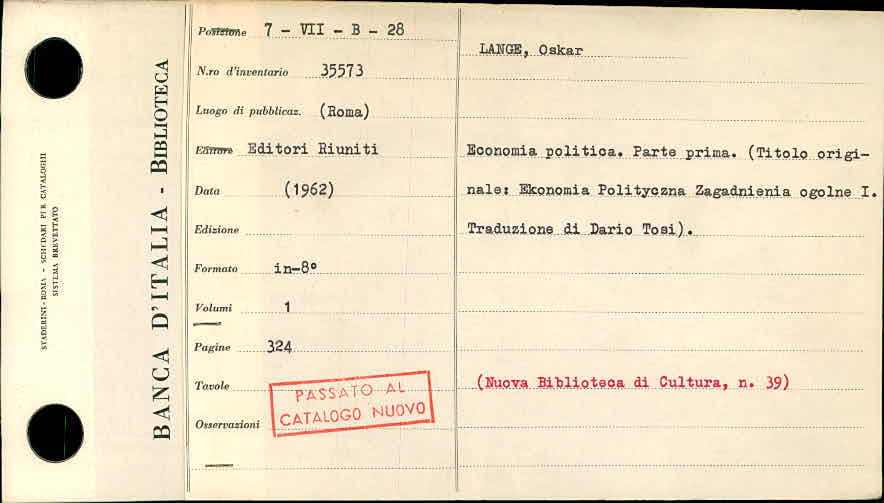 STADERINI - ROMA - SCHEDARI PER CATALOGHI
SISTEMA BREVETTATO
BANCA D'ITALIA - BIBLIOTECA
Posizione 7 - VII - B - 28
N.ro d'inventario 35573
Luogo di pubblicaz. (Roma)
Editore Editori Riuniti
Data (1962)
Edizione
Formato in-8°
Volumi 1
Pagine 324
Tavole
Osservazioni
PASSATO AL
CATALOGO NUOVO
LANGE, Oskar
Economia politica. Parte prima. (Titolo origi-
nale: Ekonomia Polityczna Zagadnienia ogolne I.
Traduzione di Dario Tosi).
(Nuova Biblioteca di Cultura, n. 39)